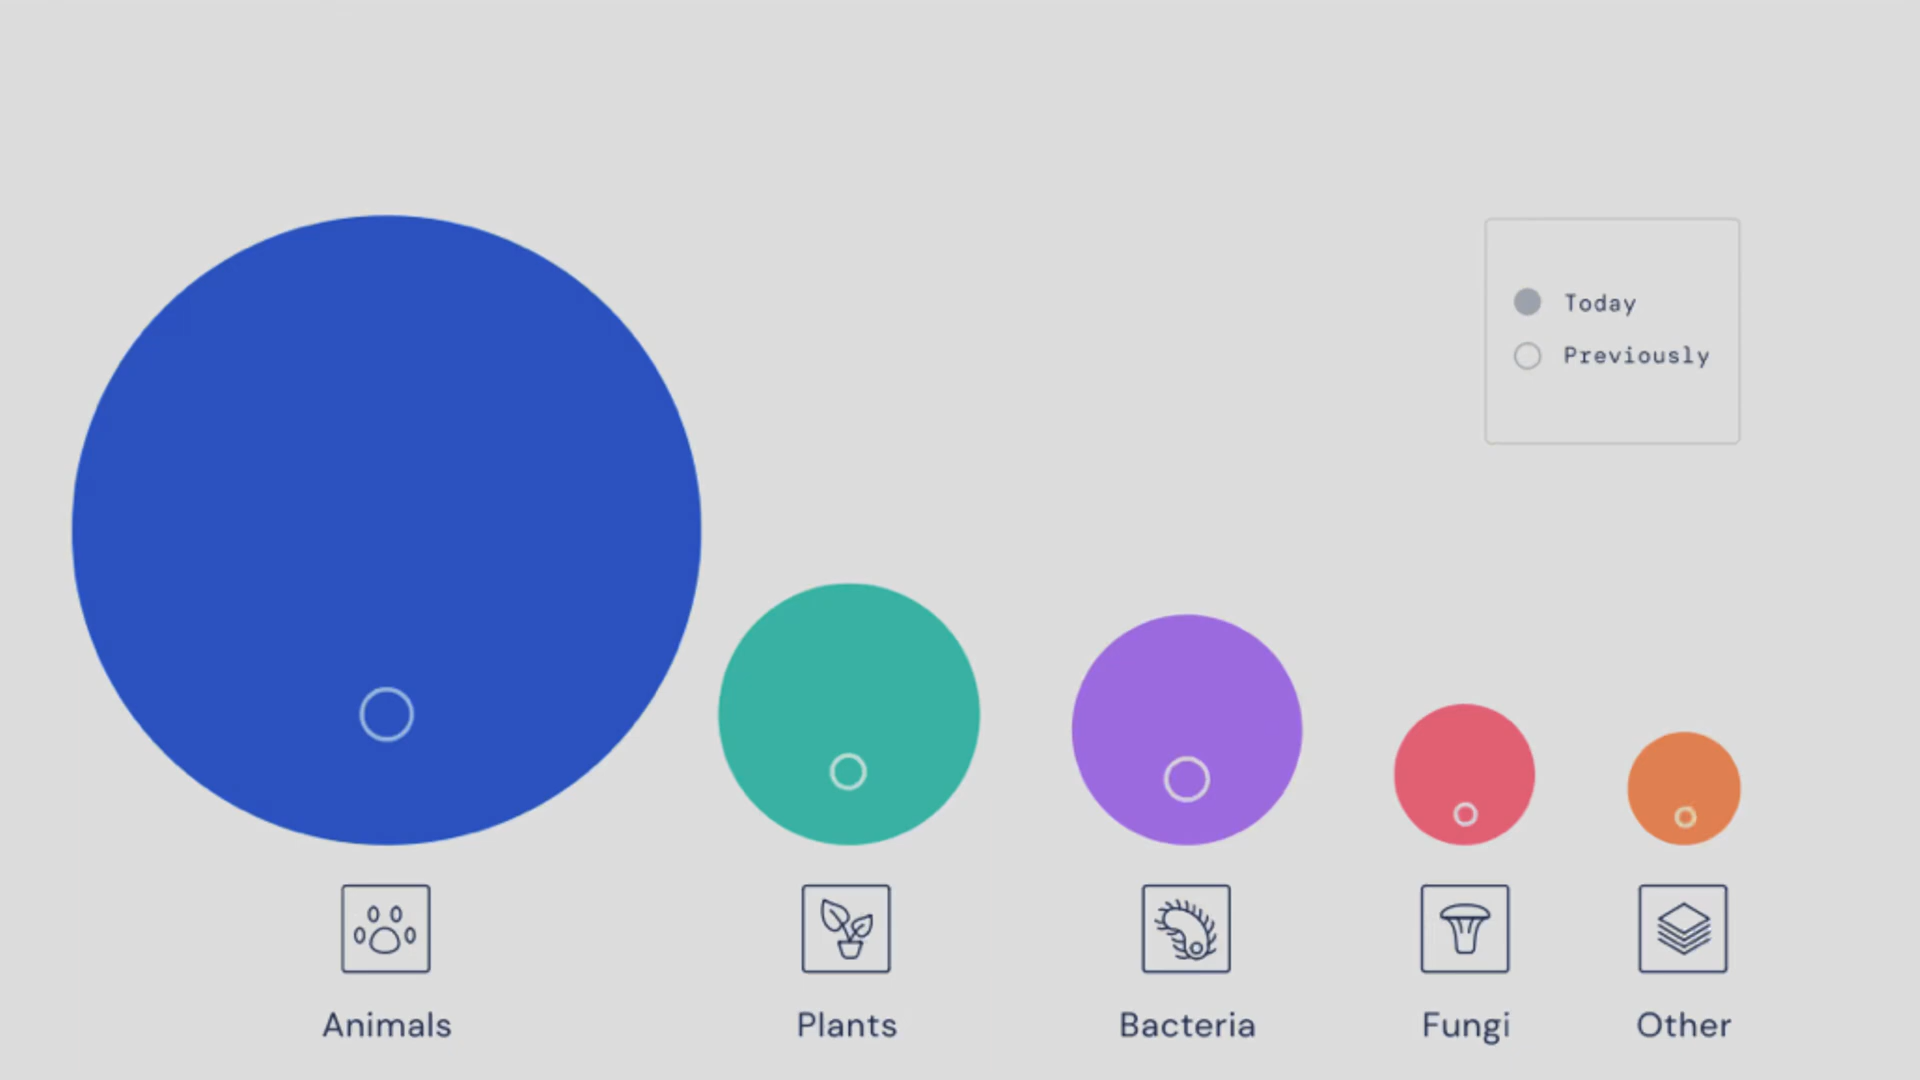 Today
Previously
Animals
Plants
Bacteria
Fungi
Other